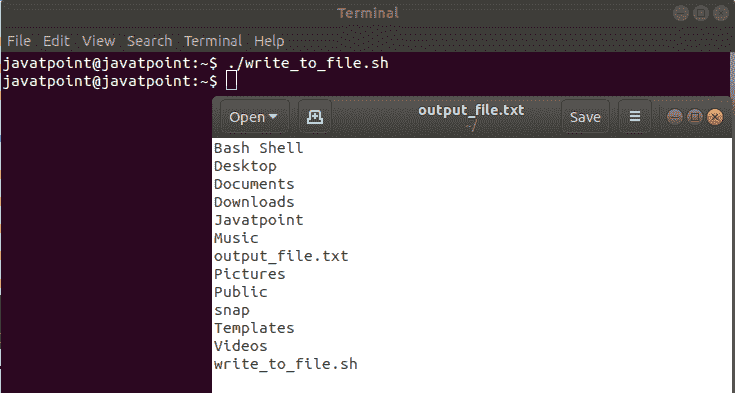 Terminal
File Edit View Search Terminal Help
javatpoint@javatpoint:~$ ./write_to_file.sh
javatpoint@javatpoint:~$
Open
output_file.txt
~/
Save
Bash Shell
Desktop
Documents
Downloads
Javatpoint
Music
output_file.txt
Pictures
Public
snap
Templates
Videos
write_to_file.sh